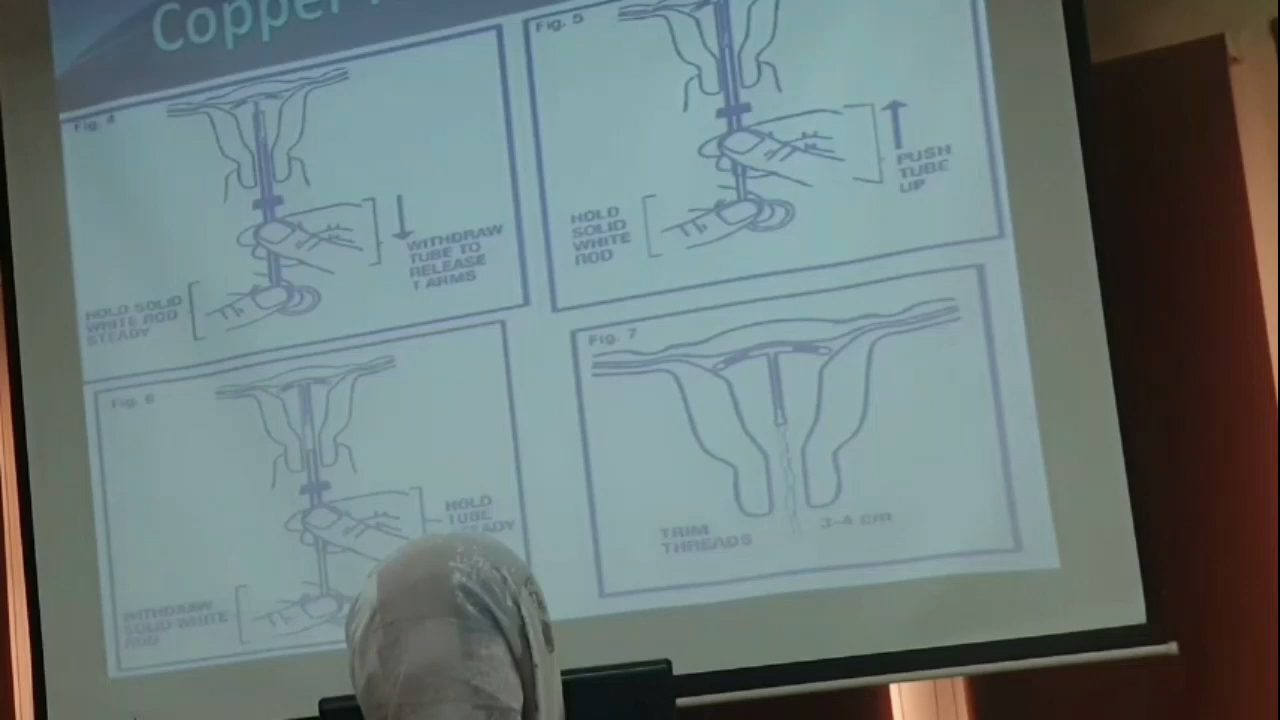 Copper
Fig. 4
WITHDRAW
TUBE TO
RELEASE
T ARMS
HOLD SOLID
WHITE ROD
STEADY
Fig. 5
PUSH
TUBE
UP
HOLD
SOLID
WHITE
ROD
Fig. 6
HOLD
TUBE
WITHDRAW
SOLID WHITE
ROD
Fig. 7
TRIM
THREADS
3-4 cm